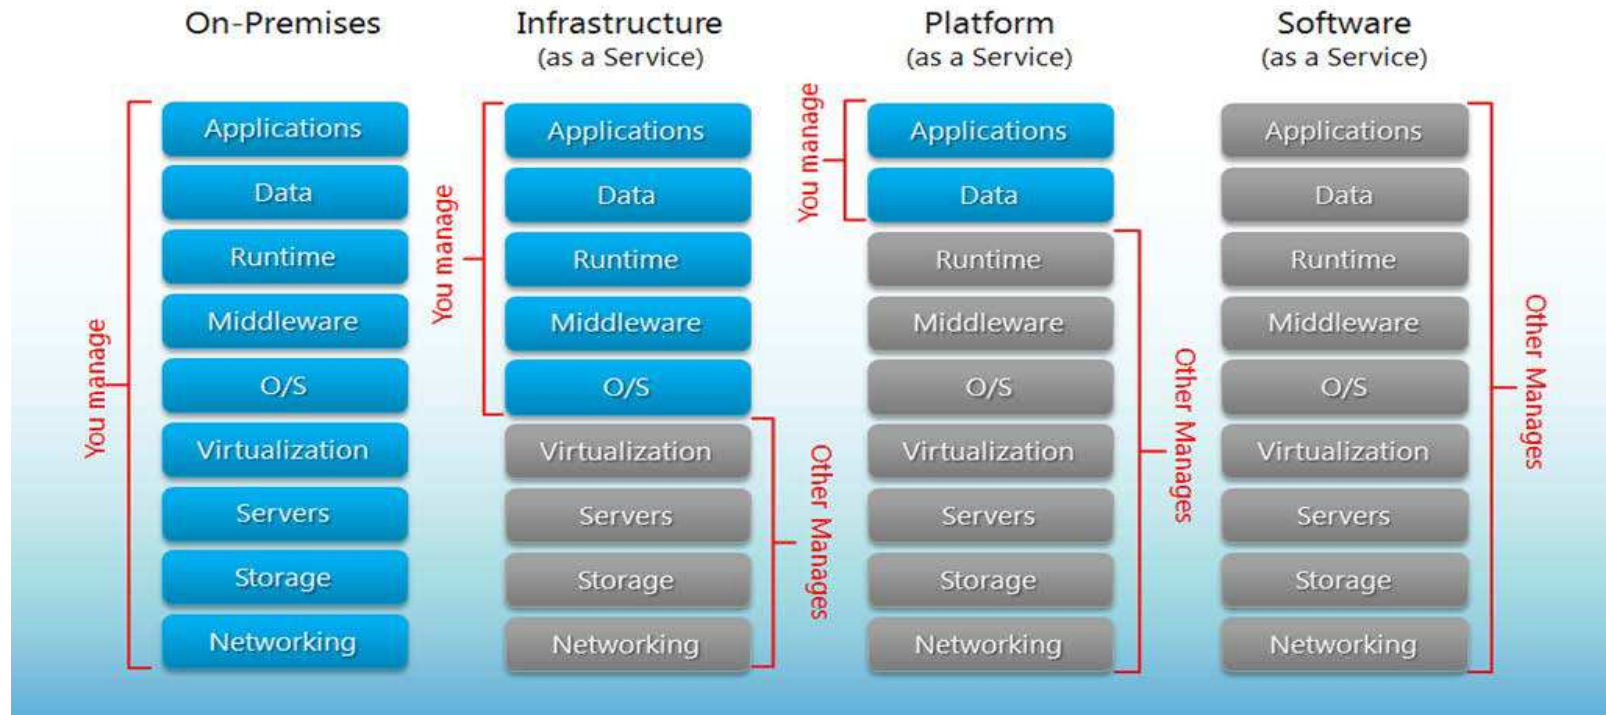 On-Premises
Infrastructure
(as a Service)
Platform
(as a Service)
Software
(as a Service)
You manage
Applications
Data
Runtime
Middleware
O/S
Virtualization
Servers
Storage
Networking
You manage
Applications
Data
Runtime
Middleware
O/S
Virtualization
Servers
Storage
Networking
Other Manages
You manage
Applications
Data
Runtime
Middleware
O/S
Virtualization
Servers
Storage
Networking
Other Manages
Applications
Data
Runtime
Middleware
O/S
Virtualization
Servers
Storage
Networking
Other Manages